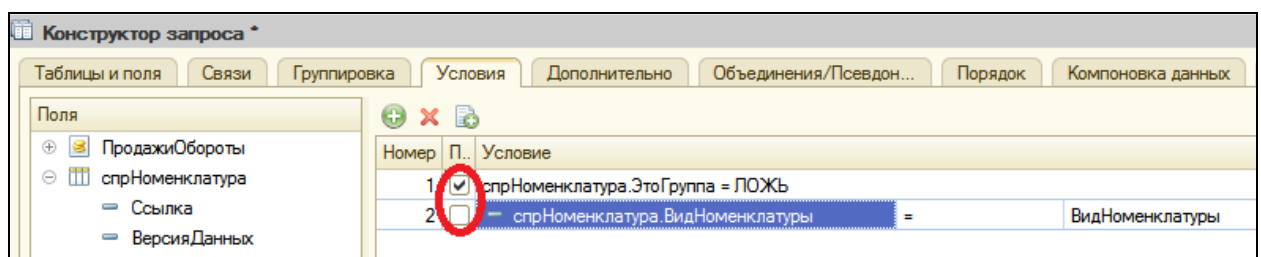 Конструктор запроса *
Таблицы и поля Связи Группировка Условия Дополнительно Объединения/Псевдон... Порядок Компоновка данных
Поля
ПродажиОбороты
спрНоменклатура
Ссылка
ВерсияДанных
Номер П.. Условие
1 спрНоменклатура.ЭтоГруппа = ЛОЖЬ
2 спрНоменклатура.ВидНоменклатуры = ВидНоменклатуры